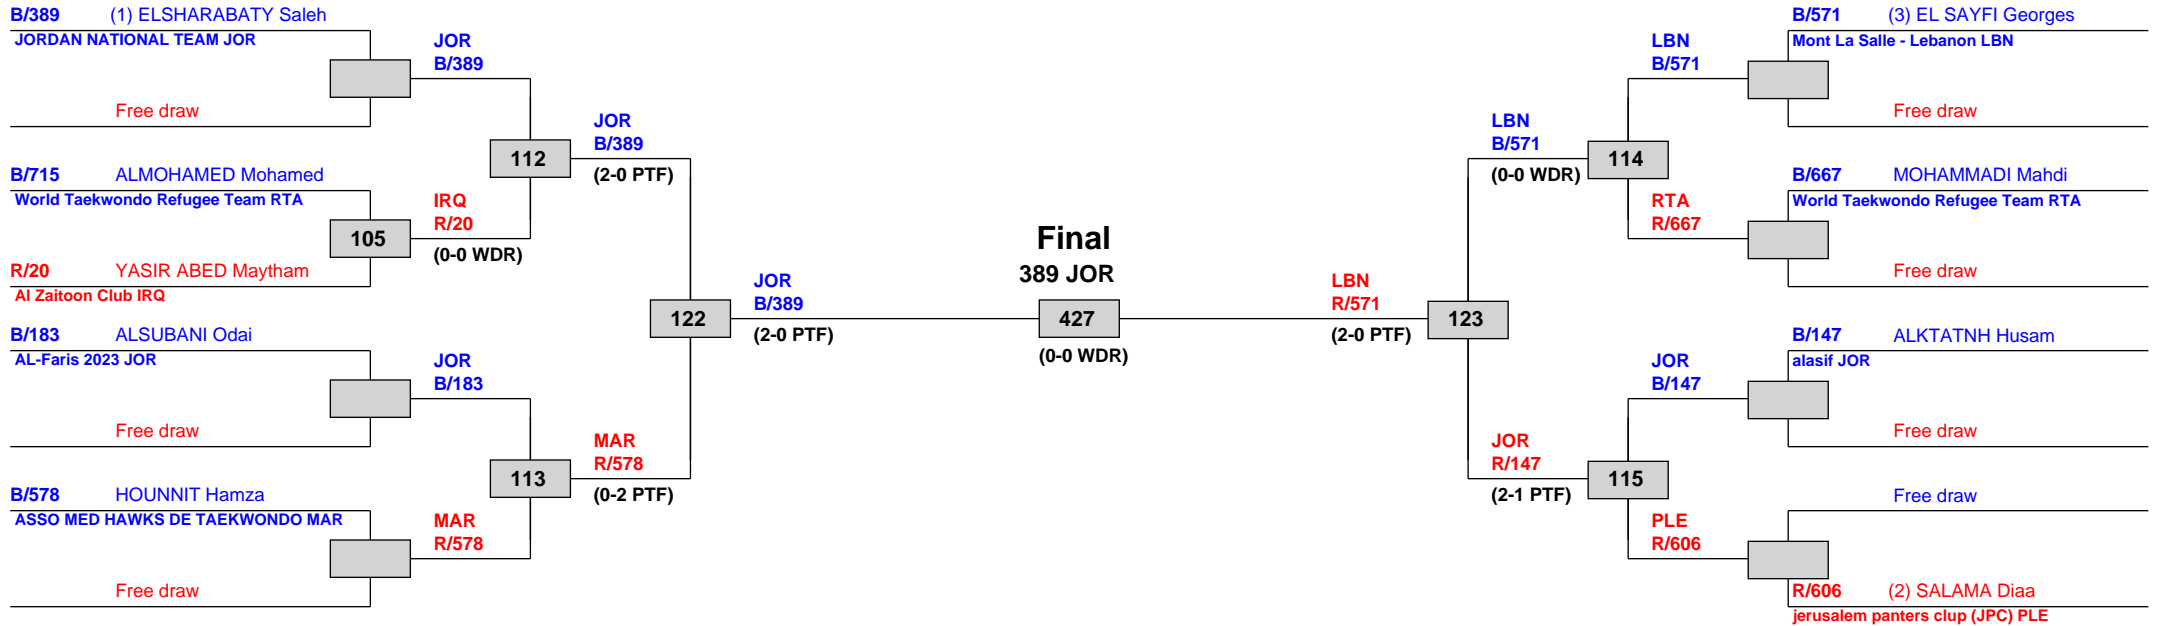 B/389 (1) ELSHARABATY Saleh
JORDAN NATIONAL TEAM JOR
JOR
B/389
Free draw
JOR
B/389
112
(2-0 PTF)
B/715 ALMOHAMED Mohamed
World Taekwondo Refugee Team RTA
IRQ
R/20
105
(0-0 WDR)
R/20 YASIR ABED Maytham
Al Zaitoon Club IRQ
JOR
B/389
122
(2-0 PTF)
B/183 ALSUBANI Odai
AL-Faris 2023 JOR
JOR
B/183
Free draw
MAR
R/578
113
(0-2 PTF)
B/578 HOUNNIT Hamza
ASSO MED HAWKS DE TAEKWONDO MAR
MAR
R/578
Free draw
Final
389 JOR
427
(0-0 WDR)
B/571 (3) EL SAYFI Georges
Mont La Salle - Lebanon LBN
LBN
B/571
Free draw
LBN
B/571
114
(0-0 WDR)
B/667 MOHAMMADI Mahdi
World Taekwondo Refugee Team RTA
RTA
R/667
Free draw
LBN
R/571
123
(2-0 PTF)
B/147 ALKTATNH Husam
alasif JOR
JOR
B/147
Free draw
JOR
R/147
115
(2-1 PTF)
Free draw
PLE
R/606
R/606 (2) SALAMA Diaa
jerusalem panters clup (JPC) PLE